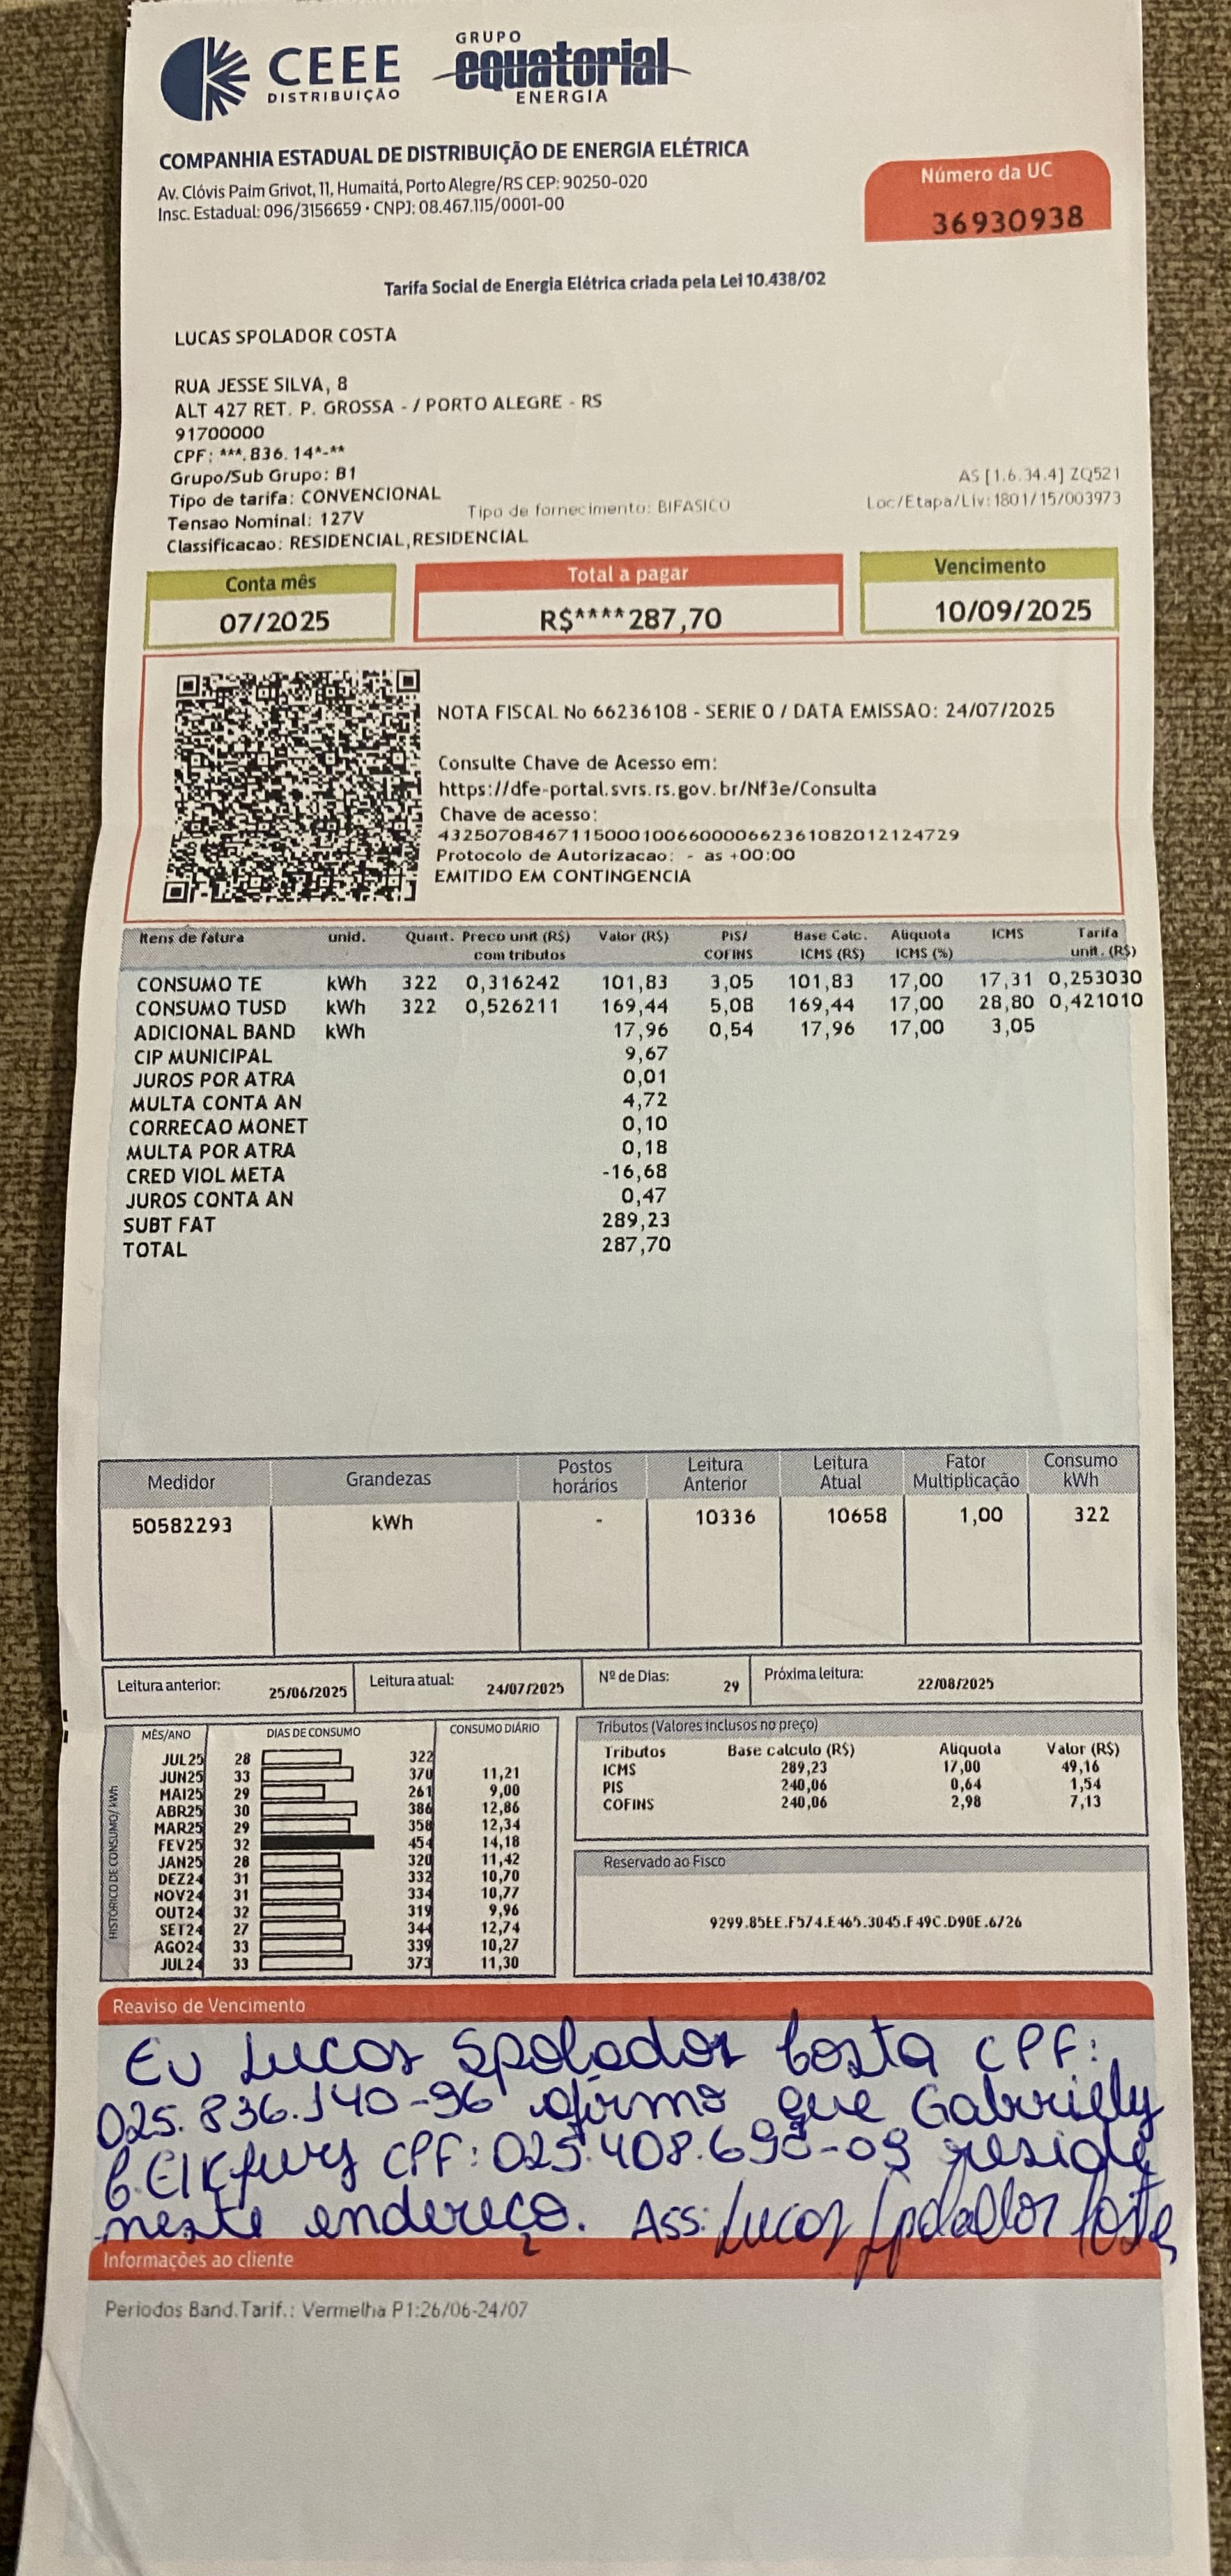 CEEE
DISTRIBUIÇÃO
GRUPO
equatorial
ENERGIA
COMPANHIA ESTADUAL DE DISTRIBUIÇÃO DE ENERGIA ELÉTRICA
Av. Clóvis Paim Grivot, 11, Humaitá, Porto Alegre/RS CEP: 90250-020
Insc. Estadual: 096/3156659 • CNPJ: 08.467.115/0001-00
Número da UC
36930938
Tarifa Social de Energia Elétrica criada pela Lei 10.438/02
LUCAS SPOLADOR COSTA
RUA JESSE SILVA, 8
ALT 427 RET. P. GROSSA - / PORTO ALEGRE - RS
91700000
CPF: ***.836.14*-**
Grupo/Sub Grupo: B1
Tipo de tarifa: CONVENCIONAL
Tensao Nominal: 127V
Tipo de fornecimento: BIFASICO
Classificacao: RESIDENCIAL,RESIDENCIAL
AS [1.6.34.4] ZQ521
Loc/Etapa/Liv:1801/15/003973
Conta mês
07/2025
Total a pagar
R$****287,70
Vencimento
10/09/2025
NOTA FISCAL No 66236108 - SERIE 0 / DATA EMISSAO: 24/07/2025
Consulte Chave de Acesso em:
https://dfe-portal.svrs.rs.gov.br/Nf3e/Consulta
Chave de acesso:
43250708467115000100660000662361082012124729
Protocolo de Autorizacao: - as +00:00
EMITIDO EM CONTINGENCIA
Itens de fatura unid. Quant. Preco unit (R$) com tributos Valor (R$) PIS/ COFINS Base Calc. ICMS (R$) Aliquota ICMS (%) ICMS Tarifa unit. (R$)
CONSUMO TE kWh 322 0,316242 101,83 3,05 101,83 17,00 17,31 0,253030
CONSUMO TUSD kWh 322 0,526211 169,44 5,08 169,44 17,00 28,80 0,421010
ADICIONAL BAND kWh 17,96 0,54 17,96 17,00 3,05
CIP MUNICIPAL 9,67
JUROS POR ATRA 0,01
MULTA CONTA AN 4,72
CORRECAO MONET 0,10
MULTA POR ATRA 0,18
CRED VIOL META -16,68
JUROS CONTA AN 0,47
SUBT FAT 289,23
TOTAL 287,70
Medidor Grandezas Postos horários Leitura Anterior Leitura Atual Fator Multiplicação Consumo kWh
50582293 kWh - 10336 10658 1,00 322
Leitura anterior: 25/06/2025 Leitura atual: 24/07/2025 Nº de Dias: 29 Próxima leitura: 22/08/2025
HISTÓRICO DE CONSUMO/ kWh
MÊS/ANO DIAS DE CONSUMO CONSUMO DIÁRIO
JUL25 28 322
JUN25 33 370 11,21
MAI25 29 261 9,00
ABR25 30 386 12,86
MAR25 29 358 12,34
FEV25 32 454 14,18
JAN25 28 320 11,42
DEZ24 31 332 10,70
NOV24 31 334 10,77
OUT24 32 319 9,96
SET24 27 344 12,74
AGO24 33 339 10,27
JUL24 33 373 11,30
Tributos (Valores inclusos no preço)
Tributos Base calculo (R$) Aliquota Valor (R$)
ICMS 289,23 17,00 49,16
PIS 240,06 0,64 1,54
COFINS 240,06 2,98 7,13
Reservado ao Fisco
9299.85EE.F574.E465.3045.F49C.D90E.6726
Reaviso de Vencimento
Eu Lucas Spolador Costa CPF:
025.836.140-96 afirmo que Gabriely
reside
neste endereço. Ass: Lucas Spolador Costa
Informações ao cliente
Periodos Band.Tarif.: Vermelha P1:26/06-24/07